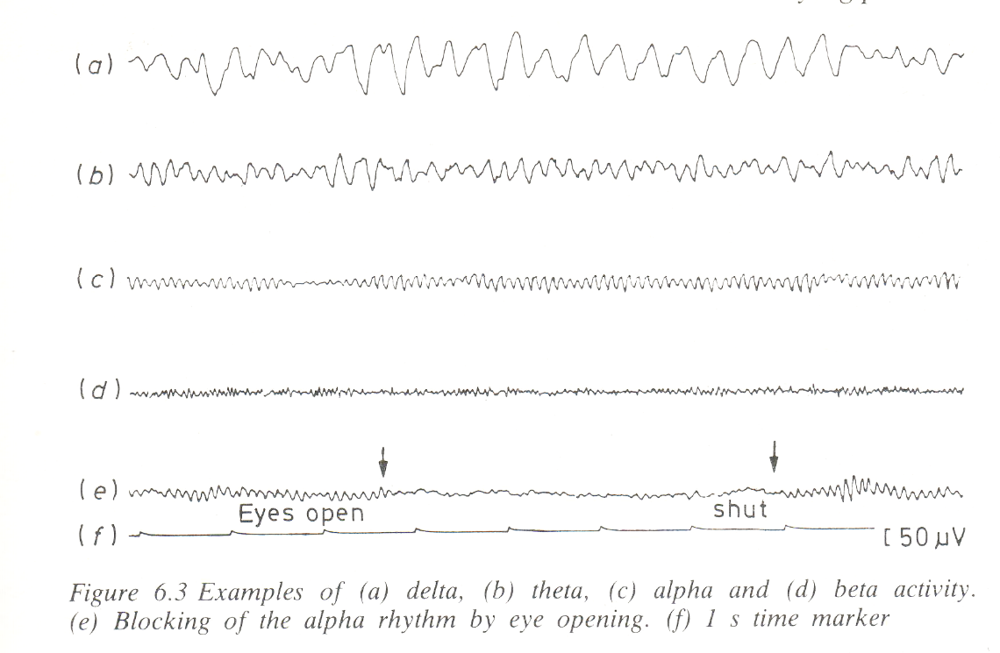 (a)
(b)
(c)
(d)
(e)
Eyes open shut
(f) [ 50 μV
Figure 6.3 Examples of (a) delta, (b) theta, (c) alpha and (d) beta activity.
(e) Blocking of the alpha rhythm by eye opening. (f) 1 s time marker